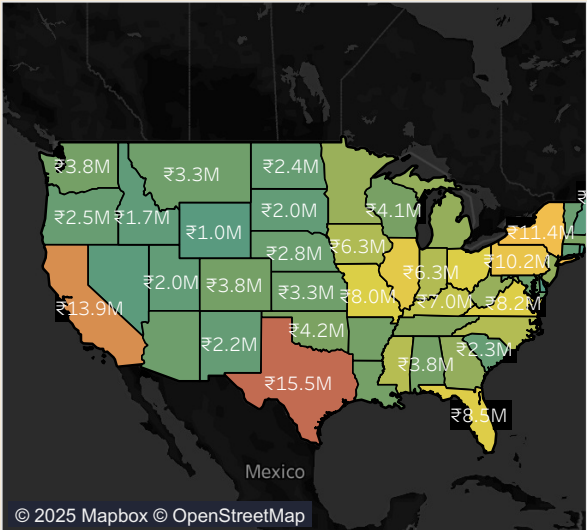 ₹3.8M
₹3.3M
₹2.4M
₹2.5M
₹1.7M
₹1.0M
₹2.0M
₹4.1M
₹11.4M
₹2.8M
₹6.3M
₹6.3M
₹10.2M
₹13.9M
₹2.0M
₹3.8M
₹3.3M
₹8.0M
₹7.0M
₹8.2M
₹2.2M
₹4.2M
₹3.8M
₹2.3M
₹15.5M
₹8.5M
Mexico
© 2025 Mapbox © OpenStreetMap